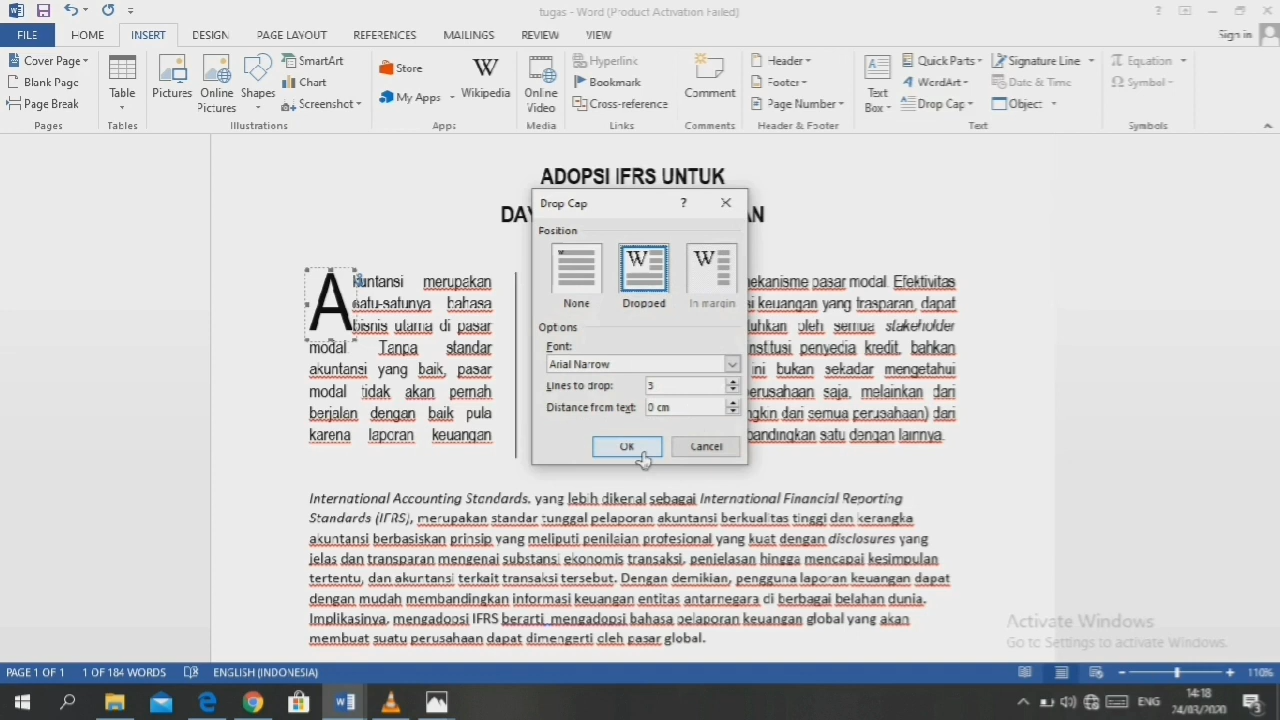 tugas - Word (Product Activation Failed)
FILE HOME INSERT DESIGN PAGE LAYOUT REFERENCES MAILINGS REVIEW VIEW Sign in
Cover Page
Blank Page
Page Break
Pages
Table
Tables
Pictures
Online Pictures
Shapes
SmartArt
Chart
Screenshot
Illustrations
Store
My Apps
Wikipedia
Apps
Online Video
Media
Hyperlink
Bookmark
Cross-reference
Links
Comment
Comments
Header
Footer
Page Number
Header & Footer
Text Box
Quick Parts
WordArt
Drop Cap
Signature Line
Date & Time
Object
Text
Equation
Symbol
Symbols
ADOPSI IFRS UNTUK
Akuntansi merupakan
satu-satunya bahasa
bisnis utama di pasar
modal Tanpa standar
akuntansi yang baik, pasar
modal tidak akan pernah
berjalan dengan baik pula
karena laporan keuangan
mekanisme pasar modal. Efektivitas
si keuangan yang trasparan, dapat
oleh semua stakeholder
penyedia kredit, bahkan
ini bukan sekadar mengetahui
saja, melainkan dari
dari semua perusahaan) dari
satu dengan lainnya.
Drop Cap ?
Position
None Dropped In margin
Options
Font:
Arial Narrow
Lines to drop: 3
Distance from text: 0 cm
OK Cancel
International Accounting Standards, yang lebih dikenal sebagai International Financial Reporting
Standards (IFRS), merupakan standar tunggal pelaporan akuntansi berkualitas tinggi dan kerangka
akuntansi berbasiskan prinsip yang meliputi penilaian profesional yang kuat dengan disclosures yang
jelas dan transparan mengenai substansi ekonomis transaksi, penjelasan hingga mencapai kesimpulan
tertentu, dan akuntansi terkait transaksi tersebut. Dengan demikian, pengguna laporan keuangan dapat
dengan mudah membandingkan informasi keuangan entitas antarnegara di berbagai belahan dunia.
Implikasinya, mengadopsi IFRS berarti mengadopsi bahasa pelaporan keuangan global yang akan
membuat suatu perusahaan dapat dimengerti oleh pasar global.
Activate Windows
Go to Settings to activate Windows.
PAGE 1 OF 1 1 OF 184 WORDS ENGLISH (INDONESIA) 110%
ENG
14:18
24/03/2020
3